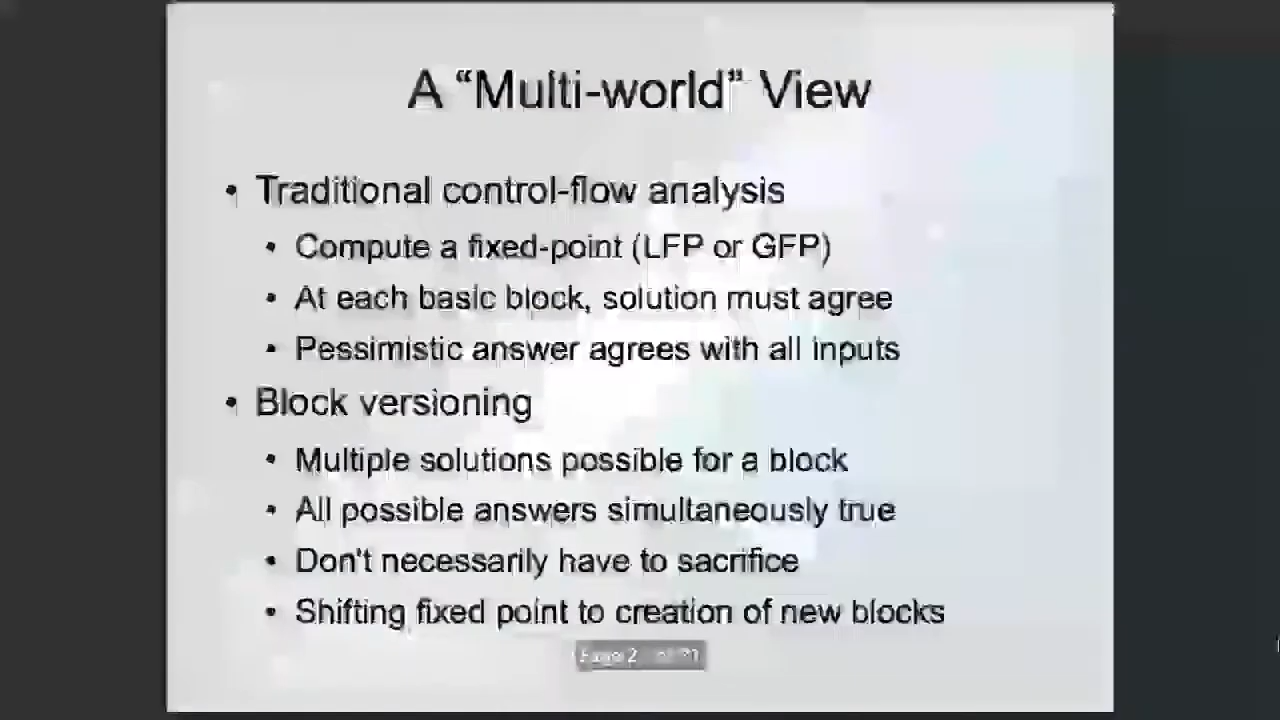 A “Multi-world” View
• Traditional control-flow analysis
• Compute a fixed-point (LFP or GFP)
• At each basic block, solution must agree
• Pessimistic answer agrees with all inputs
• Block versioning
• Multiple solutions possible for a block
• All possible answers simultaneously true
• Don't necessarily have to sacrifice
• Shifting fixed point to creation of new blocks
Page